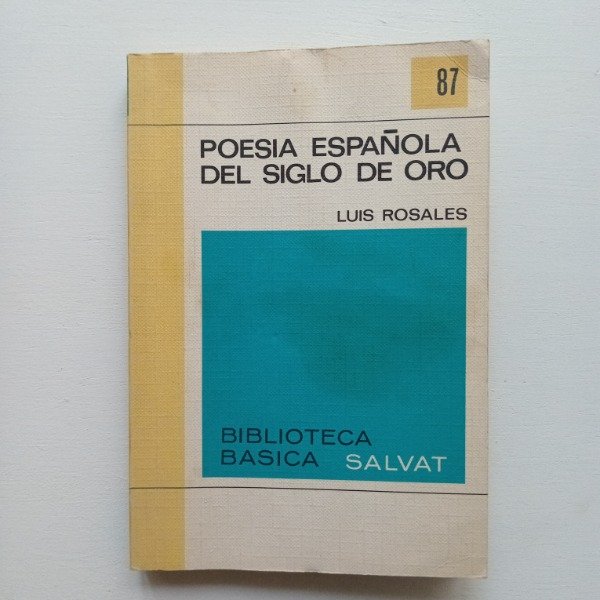 87
POESIA ESPAÑOLA
DEL SIGLO DE ORO
LUIS ROSALES
BIBLIOTECA
BASICA SALVAT